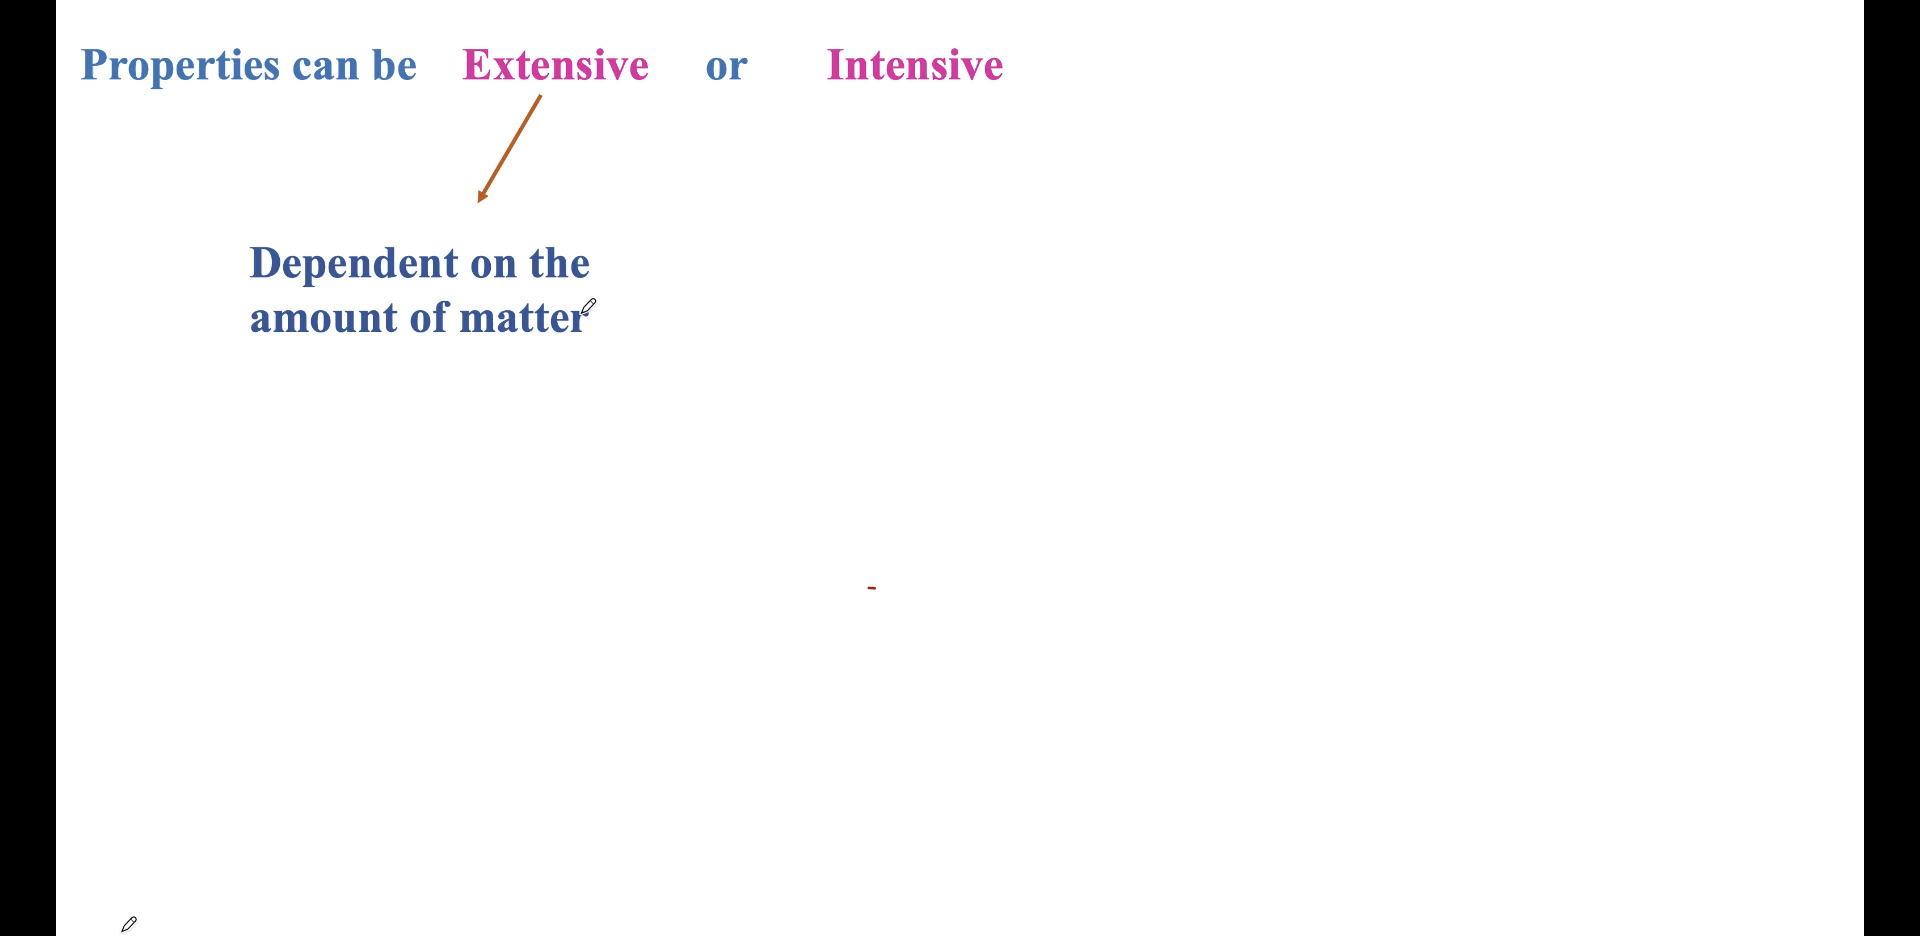 Properties can be Extensive or Intensive
Dependent on the
amount of matter